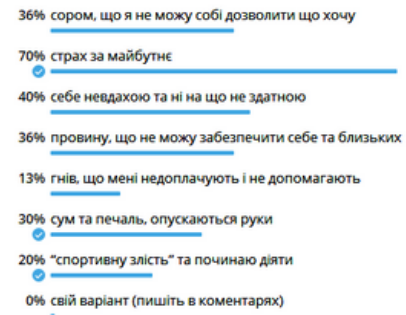 36% сором, що я не можу собі дозволити що хочу
70% страх за майбутнє
40% себе невдахою та ні на що не здатною
36% провину, що не можу забезпечити себе та близьких
13% гнів, що мені недоплачують і не допомагають
30% сум та печаль, опускаються руки
20% “спортивну злість” та починаю діяти
0% свій варіант (пишіть в коментарях)